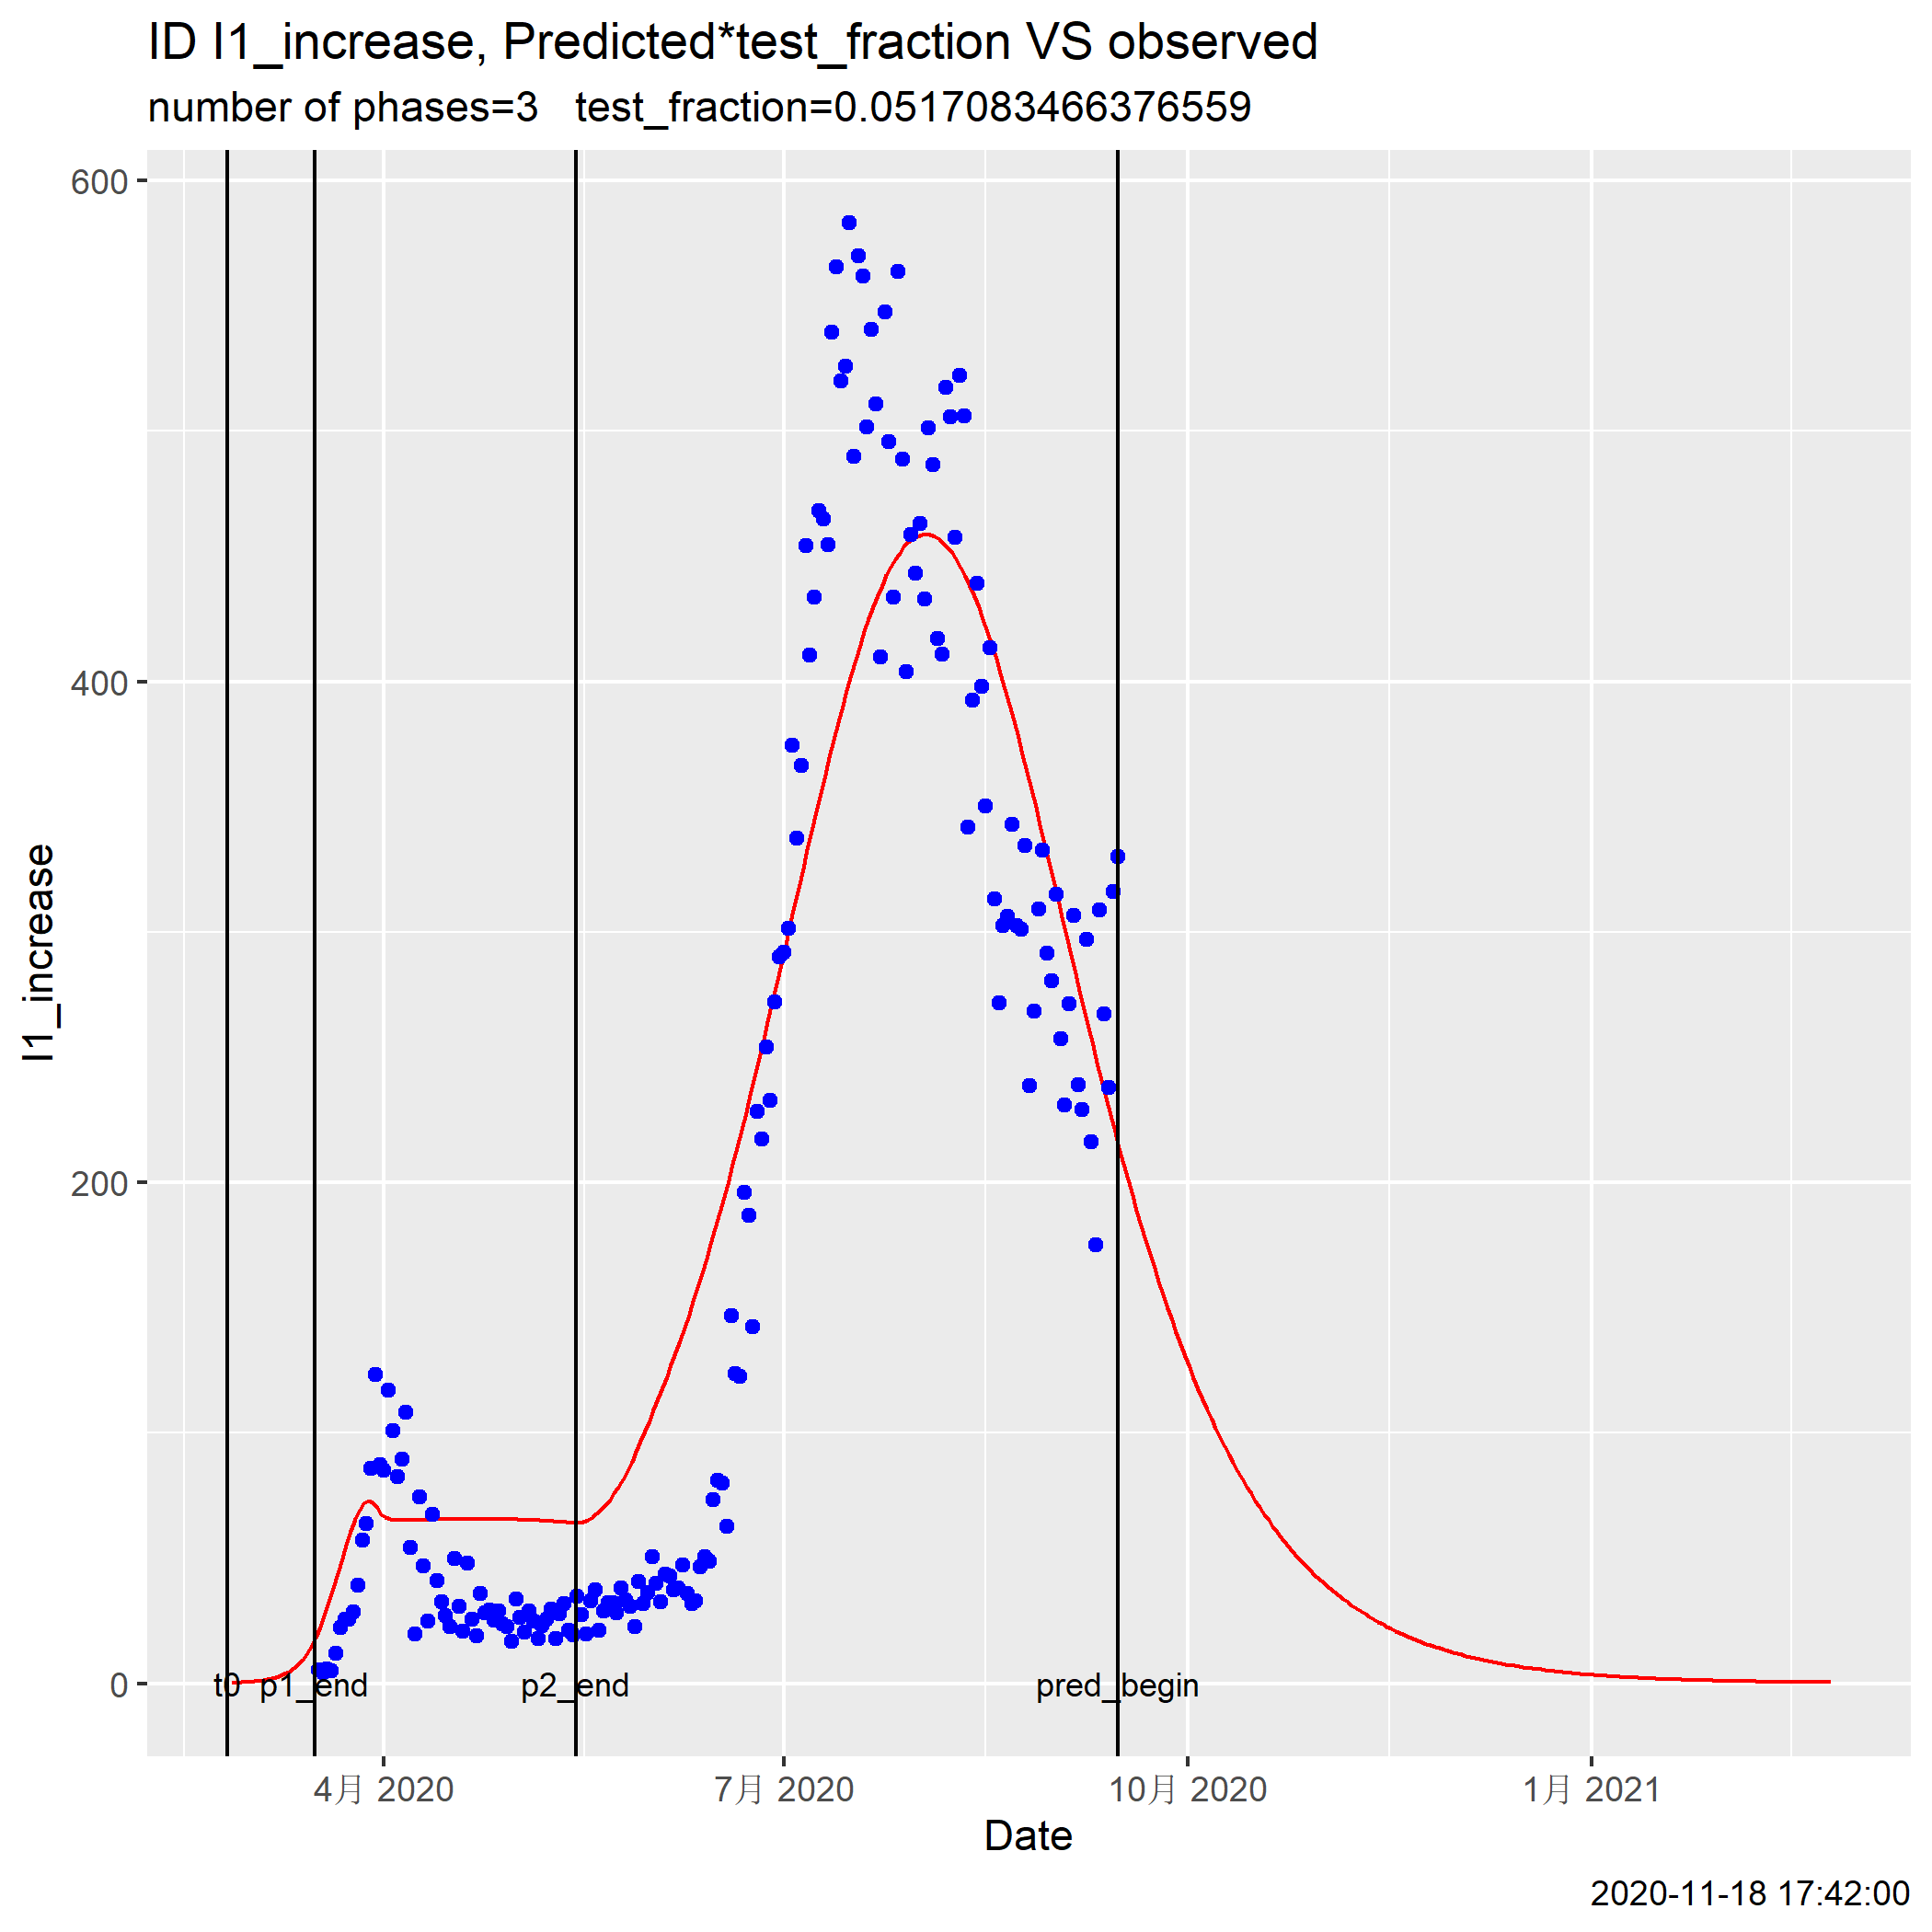 ID I1_increase, Predicted*test_fraction VS observed
number of phases=3   test_fraction=0.0517083466376559
600
400
200
0
I1_increase
t0 p1_end p2_end pred_begin
4月 2020 7月 2020 10月 2020 1月 2021
Date
2020-11-18 17:42:00